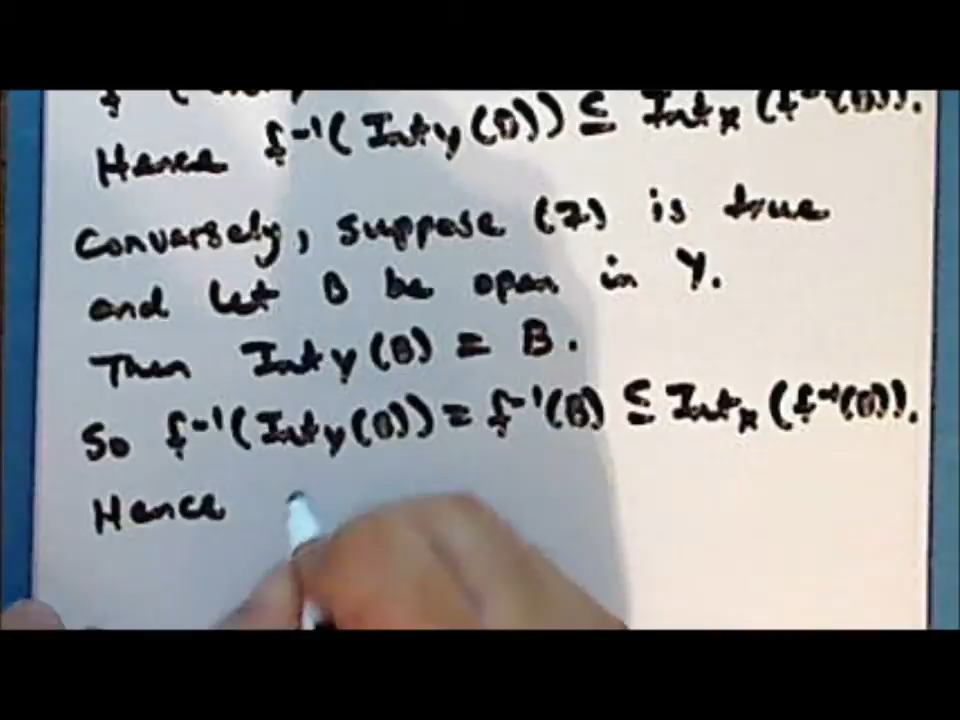 Hence f⁻¹(Int_Y(B)) ⊆ Int_X(f⁻¹(B)).
Conversely, suppose (7) is true
and let B be open in Y.
Then Int_Y(B) = B.
So f⁻¹(Int_Y(B)) = f⁻¹(B) ⊆ Int_X(f⁻¹(B)).
Hence